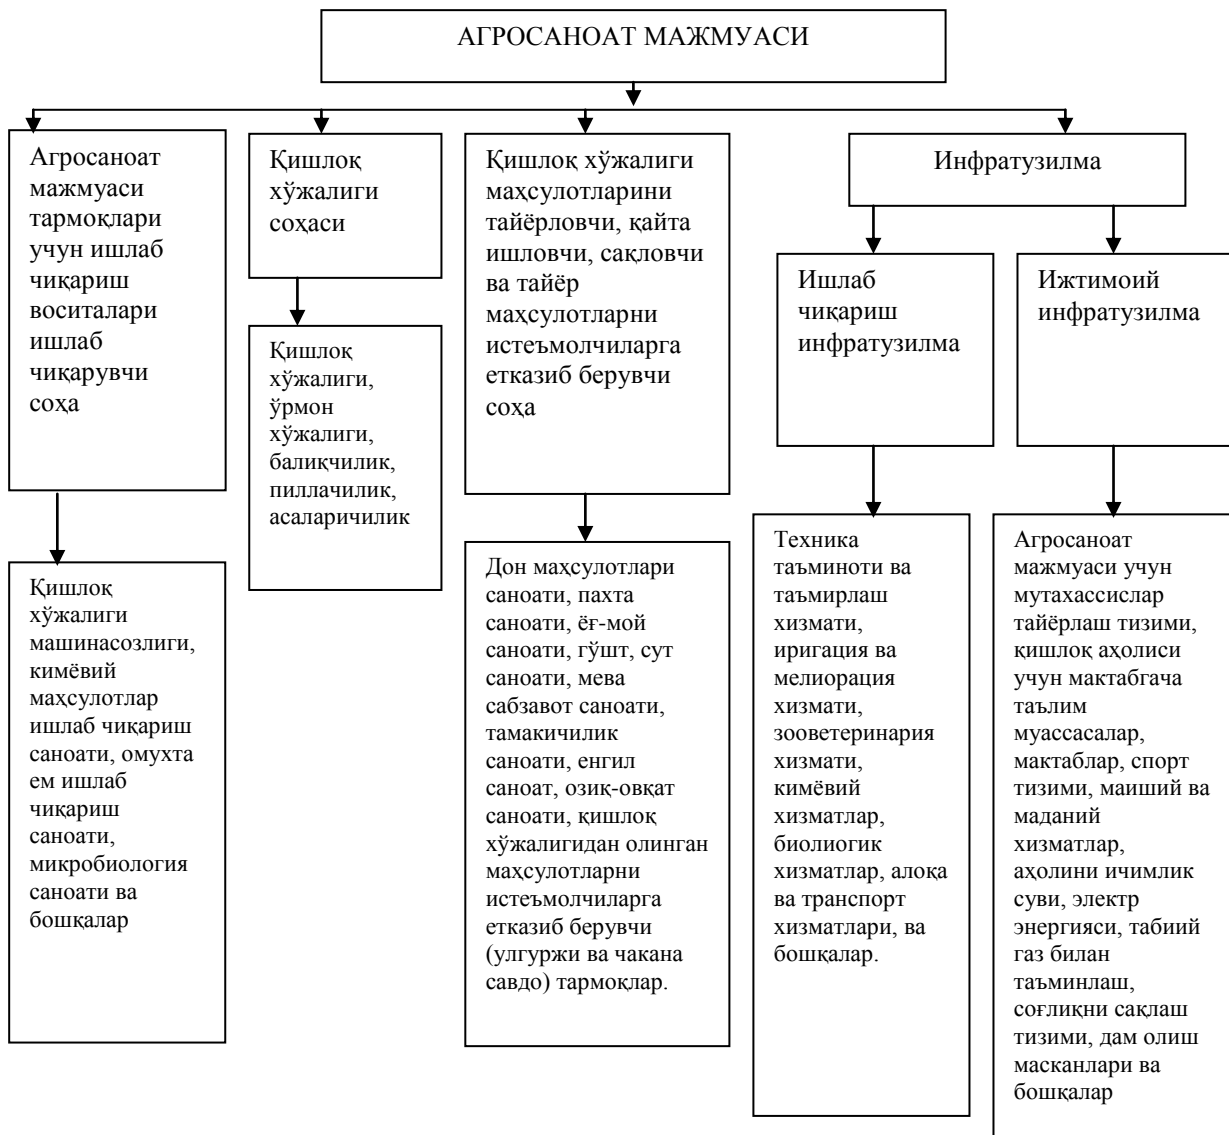 АГРОСАНОАТ МАЖМУАСИ
Агросаноат
мажмуаси
тармоқлари
учун ишлаб
чиқариш
воситалари
ишлаб
чиқарувчи
соҳа
Қишлоқ
хўжалиги
соҳаси
Қишлоқ хўжалиги
маҳсулотларини
тайёрловчи, қайта
ишловчи, сақловчи
ва тайёр
маҳсулотларни
истеъмолчиларга
етказиб берувчи
соҳа
Инфратузилма
Ишлаб
чиқариш
инфратузилма
Ижтимоий
инфратузилма
Қишлоқ
хўжалиги
машинасозлиги,
кимёвий
маҳсулотлар
ишлаб чиқариш
саноати, омухта
ем ишлаб
чиқариш
саноати,
микробиология
саноати ва
бошқалар
Қишлоқ
хўжалиги,
ўрмон
хўжалиги,
балиқчилик,
пиллачилик,
асаларичилик
Дон маҳсулотлари
саноати, пахта
саноати, ёғ-мой
саноати, гўшт, сут
саноати, мева
сабзавот саноати,
тамакичилик
саноати, енгил
саноат, озиқ-овқат
саноати, қишлоқ
хўжалигидан олинган
маҳсулотларни
истеъмолчиларга
етказиб берувчи
(улгуржи ва чакана
савдо) тармоқлар.
Техника
таъминоти ва
таъмирлаш
хизмати,
иригация ва
мелиорация
хизмати,
зооветеринария
хизмати,
кимёвий
хизматлар,
биолиогик
хизматлар, алоқа
ва транспорт
хизматлари, ва
бошқалар.
Агросаноат
мажмуаси учун
мутахассислар
тайёрлаш тизими,
қишлоқ аҳолиси
учун мактабгача
таълим
муассасалар,
мактаблар, спорт
тизими, маиший ва
маданий
хизматлар,
аҳолини ичимлик
суви, электр
энергияси, табиий
газ билан
таъминлаш,
соғлиқни сақлаш
тизими, дам олиш
масканлари ва
бошқалар